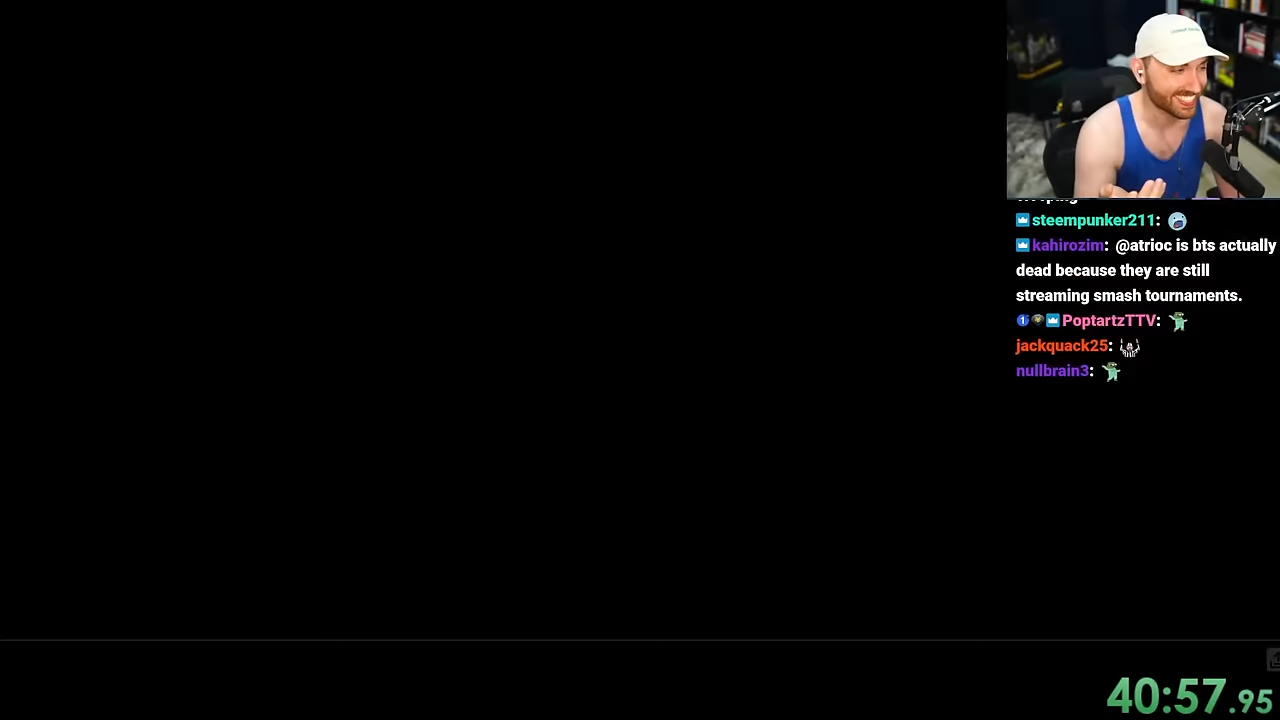 steempunker211:
kahirozim: @atrioc is bts actually
dead because they are still
streaming smash tournaments.
PoptartzTTV:
jackquack25:
nullbrain3:
40:57.95